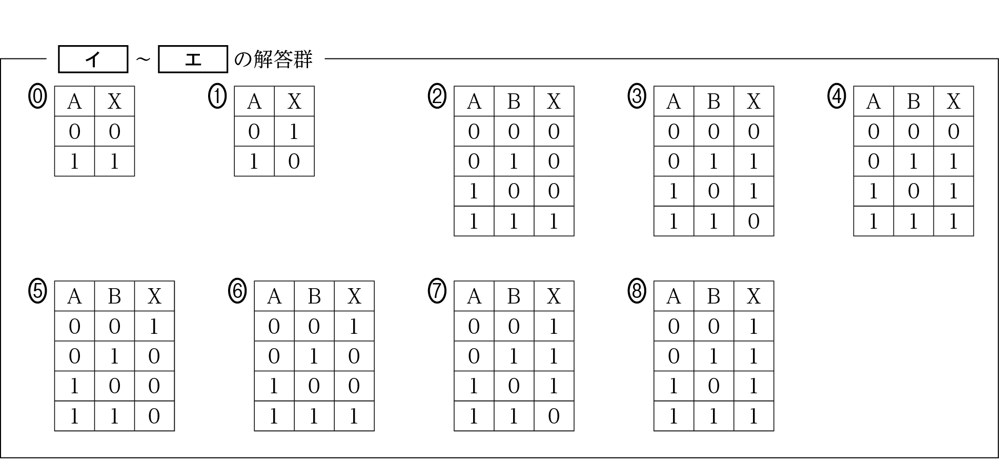 イ ～ エ の解答群
⓪ A X ① A X ② A B X ③ A B X ④ A B X
0 0 0 1 0 0 0 0 0 0 0 0 0
1 1 1 0 0 1 0 0 1 1 0 1 1
1 0 0 1 0 1 1 0 1
1 1 1 1 1 0 1 1 1
⑤ A B X ⑥ A B X ⑦ A B X ⑧ A B X
0 0 1 0 0 1 0 0 1 0 0 1
0 1 0 0 1 0 0 1 1 0 1 1
1 0 0 1 0 0 1 0 1 1 0 1
1 1 0 1 1 1 1 1 0 1 1 1